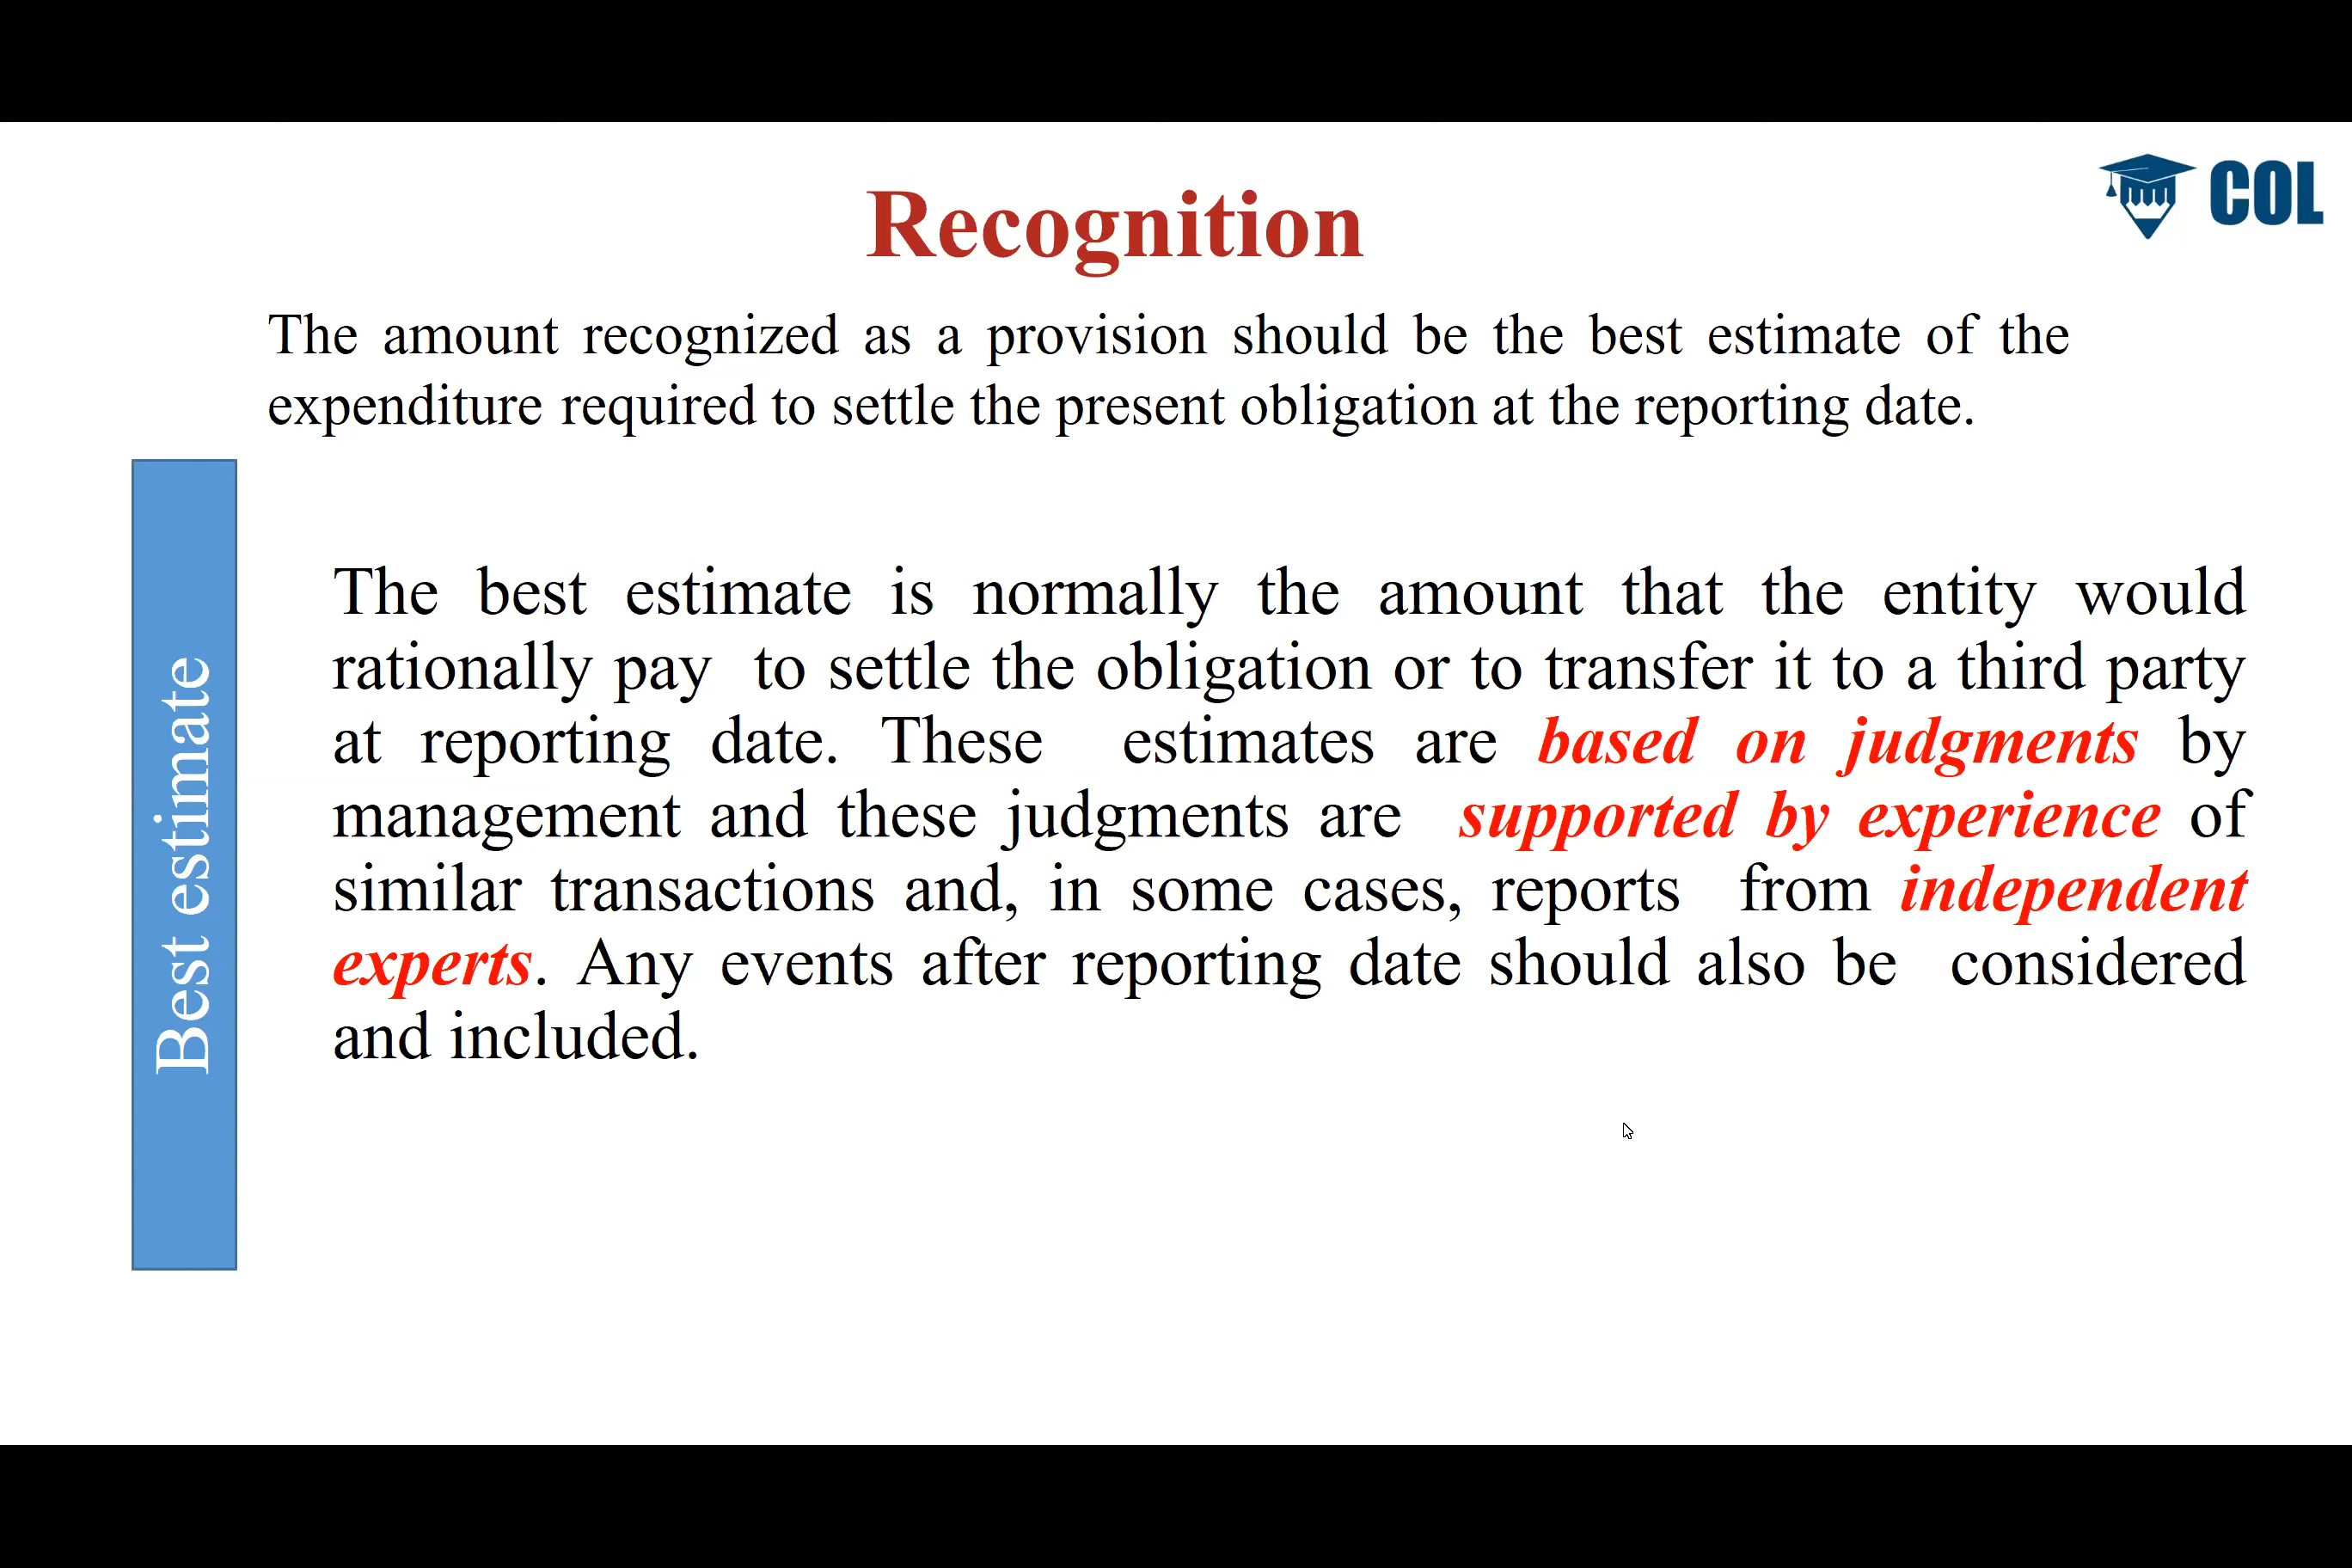 COL
Recognition
The amount recognized as a provision should be the best estimate of the
expenditure required to settle the present obligation at the reporting date.
Best estimate
The best estimate is normally the amount that the entity would
rationally pay to settle the obligation or to transfer it to a third party
at reporting date. These estimates are based on judgments by
management and these judgments are supported by experience of
similar transactions and, in some cases, reports from independent
experts. Any events after reporting date should also be considered
and included.